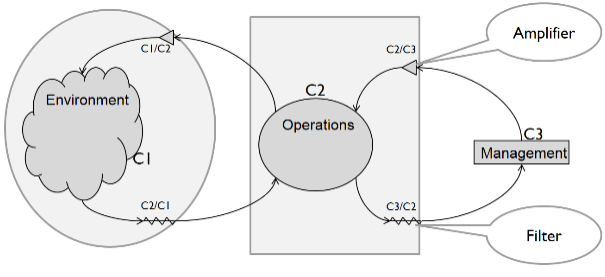 Amplifier
C1/C2
C2/C3
Environment
C2
Operations
C3
Management
C1
C2/C1
C3/C2
Filter